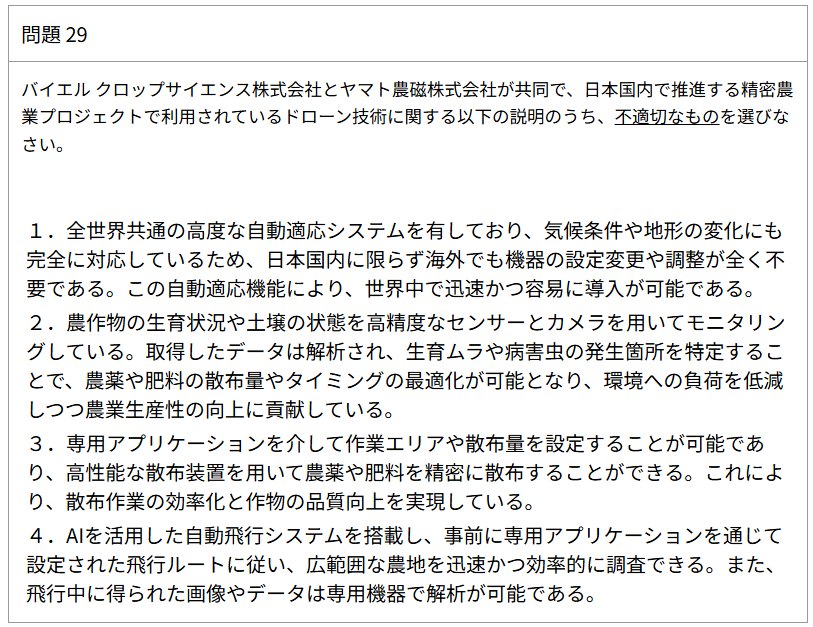 問題 29
バイエル クロップサイエンス株式会社とヤマト農磁株式会社が共同で、日本国内で推進する精密農
業プロジェクトで利用されているドローン技術に関する以下の説明のうち、不適切なものを選びな
さい。
１．全世界共通の高度な自動適応システムを有しており、気候条件や地形の変化にも
完全に対応しているため、日本国内に限らず海外でも機器の設定変更や調整が全く不
要である。この自動適応機能により、世界中で迅速かつ容易に導入が可能である。
２．農作物の生育状況や土壌の状態を高精度なセンサーとカメラを用いてモニタリン
グしている。取得したデータは解析され、生育ムラや病害虫の発生箇所を特定するこ
とで、農薬や肥料の散布量やタイミングの最適化が可能となり、環境への負荷を低減
しつつ農業生産性の向上に貢献している。
３．専用アプリケーションを介して作業エリアや散布量を設定することが可能であ
り、高性能な散布装置を用いて農薬や肥料を精密に散布することができる。これによ
り、散布作業の効率化と作物の品質向上を実現している。
４．AIを活用した自動飛行システムを搭載し、事前に専用アプリケーションを通じて
設定された飛行ルートに従い、広範囲な農地を迅速かつ効率的に調査できる。また、
飛行中に得られた画像やデータは専用機器で解析が可能である。